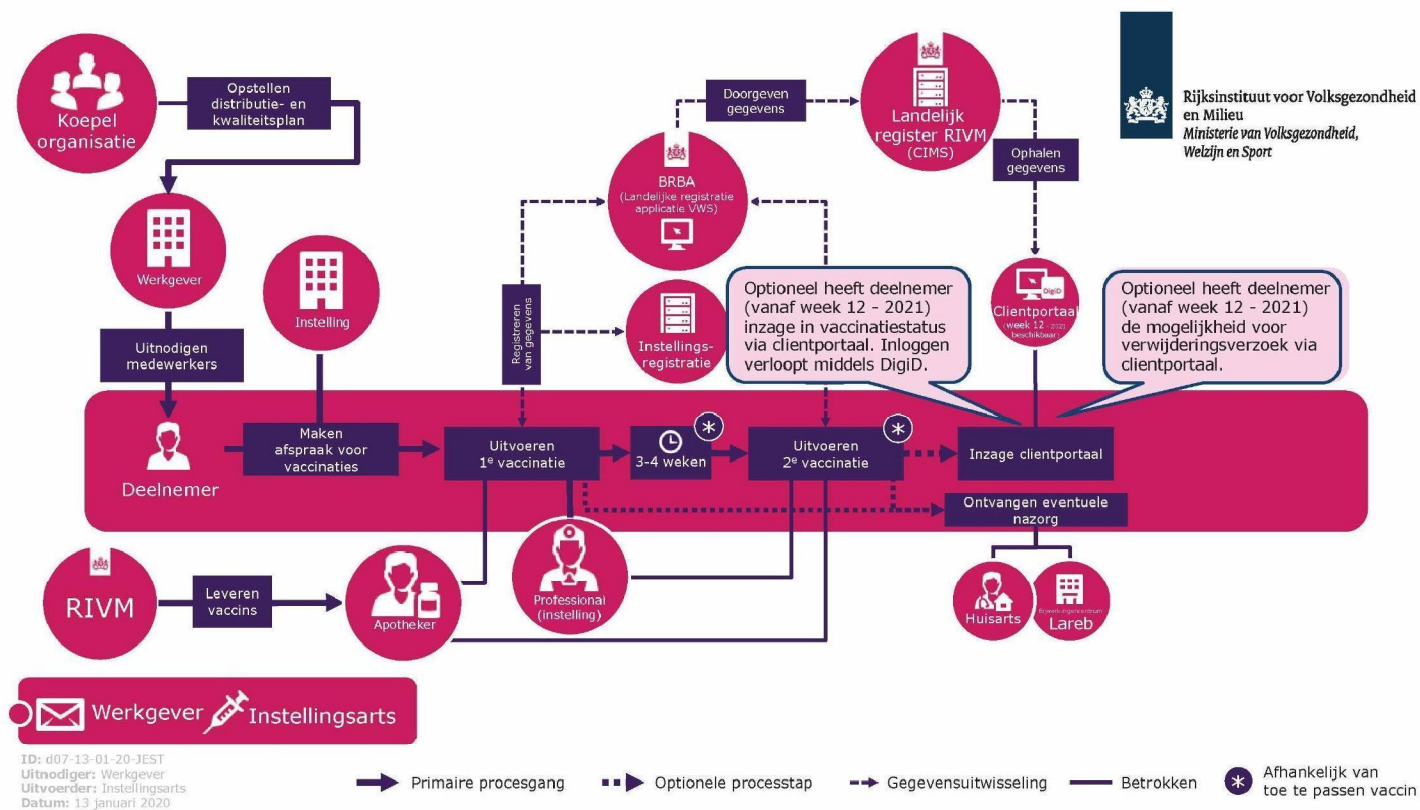 Koepel
organisatie
Opstellen
distributie- en
kwaliteitsplan
Werkgever
Uitnodigen
medewerkers
Instelling
Doorgeven
gegevens
Landelijk
register RIVM
(CIMS)
Ophalen
gegevens
Rijksinstituut voor Volksgezondheid
en Milieu
Ministerie van Volksgezondheid,
Welzijn en Sport
BRBA
(Landelijke registratie
applicatie VWS)
Registreren
van gegevens
Instellings-
registratie
Optioneel heeft deelnemer
(vanaf week 12 - 2021)
inzage in vaccinatiestatus
via clientportaal. Inloggen
verloopt middels DigiD.
DigiD
Clientportaal
(week 12 - 2021
beschikbaar)
Optioneel heeft deelnemer
(vanaf week 12 - 2021)
de mogelijkheid voor
verwijderingsverzoek via
clientportaal.
Deelnemer
Maken
afspraak voor
vaccinaties
Uitvoeren
1e vaccinatie
3-4 weken
*
Uitvoeren
2e vaccinatie
*
Inzage clientportaal
Ontvangen eventuele
nazorg
RIVM
Leveren
vaccins
Apotheker
Professional
(instelling)
Huisarts
Lareb
Werkgever
Instellingsarts
ID: d07-13-01-20-JEST
Uitnodiger: Werkgever
Uitvoerder: Instellingsarts
Datum: 13 januari 2020
Primaire procesgang
Optionele processtap
Gegevensuitwisseling
Betrokken
* Afhankelijk van
toe te passen vaccin